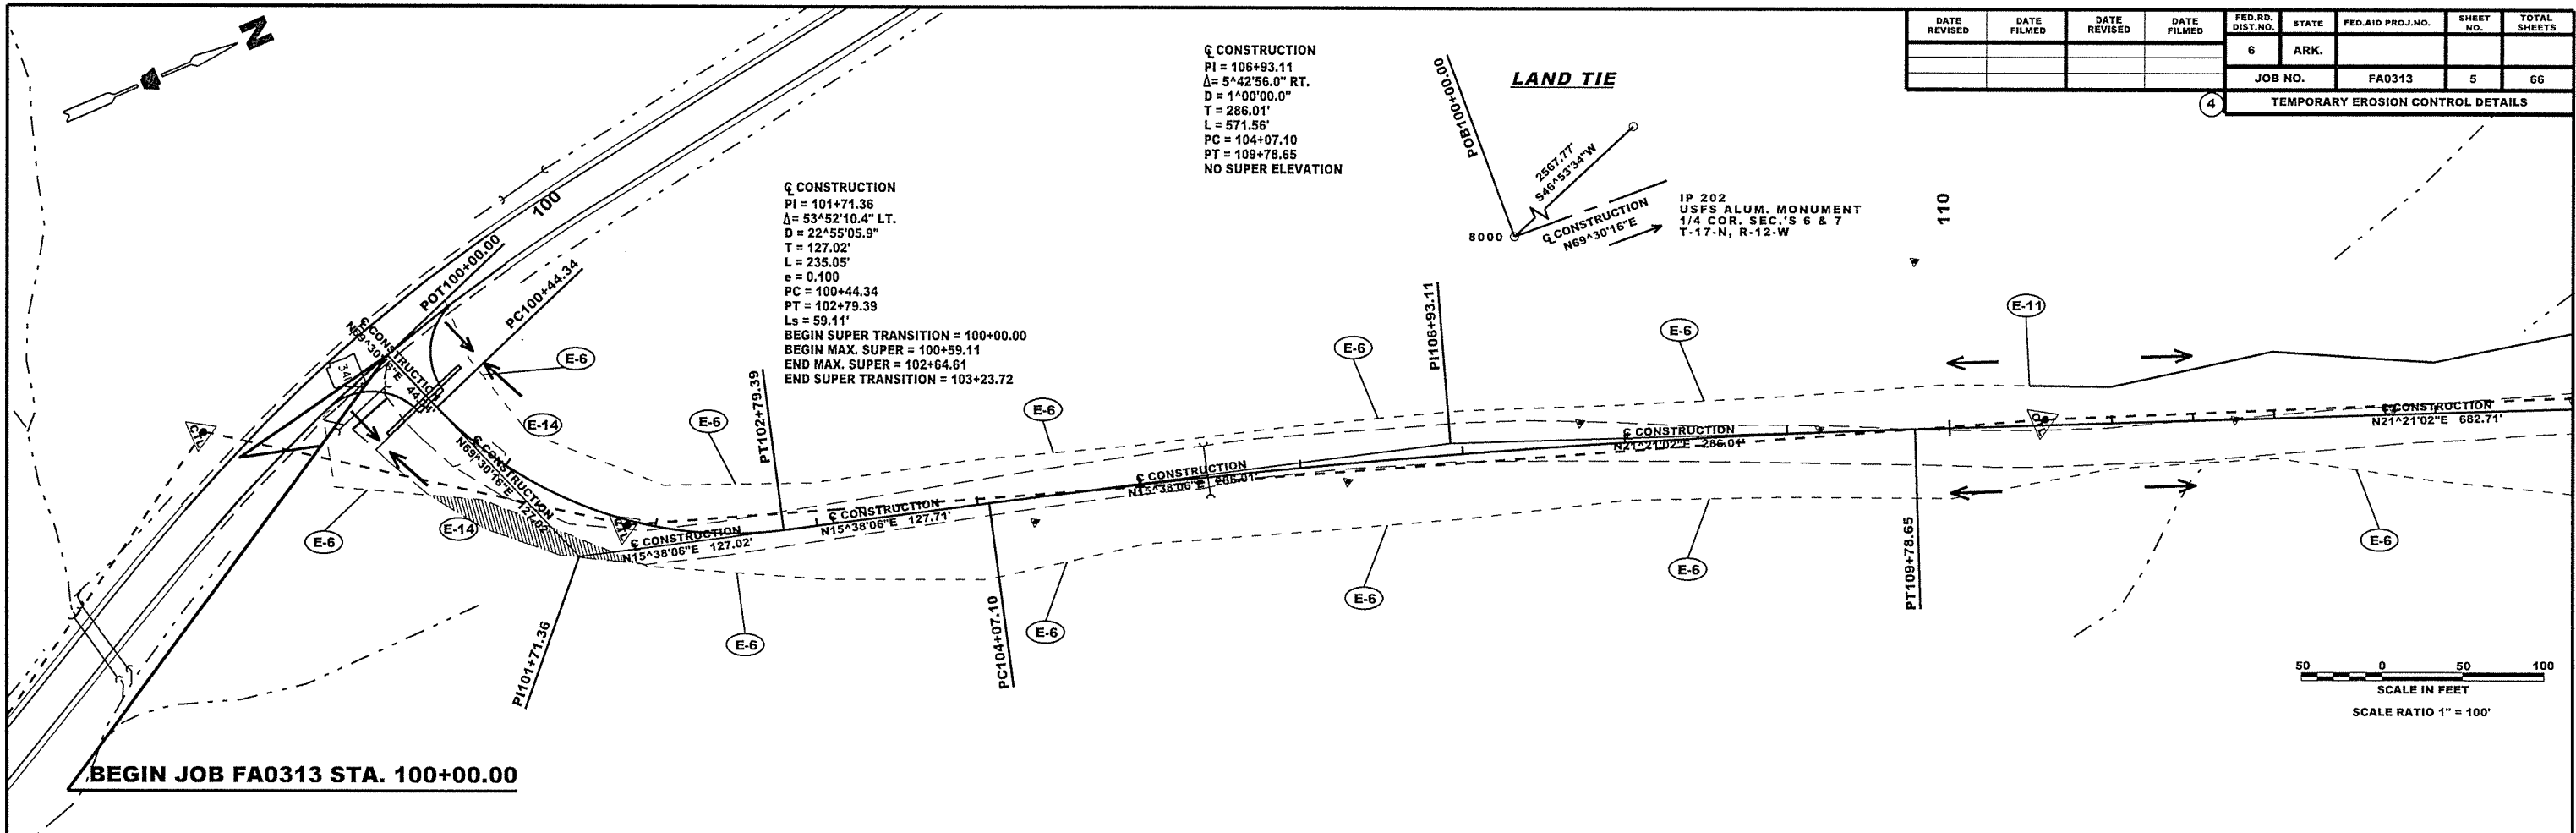 N
DATE REVISED
DATE FILMED
DATE REVISED
DATE FILMED
FED.RD. DIST.NO.
STATE
FED.AID PROJ.NO.
SHEET NO.
TOTAL SHEETS
6
ARK.
JOB NO.
FA0313
5
66
4
TEMPORARY EROSION CONTROL DETAILS
℄ CONSTRUCTION
PI = 106+93.11
Δ= 5^42'56.0" RT.
D = 1^00'00.0"
T = 286.01'
L = 571.56'
PC = 104+07.10
PT = 109+78.65
NO SUPER ELEVATION
LAND TIE
POB100+00.00
2567.77'
S46^53'34"W
8000
℄ CONSTRUCTION
N69^30'16"E
IP 202
USFS ALUM. MONUMENT
1/4 COR. SEC.'S 6 & 7
T-17-N, R-12-W
110
℄ CONSTRUCTION
PI = 101+71.36
Δ= 53^52'10.4" LT.
D = 22^55'05.9"
T = 127.02'
L = 235.05'
e = 0.100
PC = 100+44.34
PT = 102+79.39
Ls = 59.11'
BEGIN SUPER TRANSITION = 100+00.00
BEGIN MAX. SUPER = 100+59.11
END MAX. SUPER = 102+64.61
END SUPER TRANSITION = 103+23.72
100
POT100+00.00
PC100+44.34
℄ CONSTRUCTION
N69^30'16"E 44.34'
E-6
E-14
E-6
PT102+79.39
E-6
E-6
PI106+93.11
E-6
E-11
CTL
℄ CONSTRUCTION
N69^30'16"E 127.02'
E-6
E-14
CTL
℄ CONSTRUCTION
N15^38'06"E 127.02'
℄ CONSTRUCTION
N15^38'06"E 127.71'
℄ CONSTRUCTION
N15^38'06"E 286.01'
℄ CONSTRUCTION
N21^21'02"E 286.01'
℄ CONSTRUCTION
N21^21'02"E 682.71'
PI101+71.36
E-6
PC104+07.10
E-6
E-6
E-6
PT109+78.65
E-6
BEGIN JOB FA0313 STA. 100+00.00
50 0 50 100
SCALE IN FEET
SCALE RATIO 1" = 100'